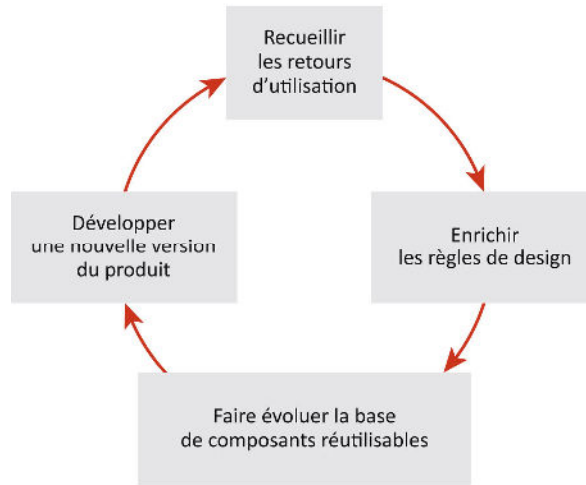 Recueillir
les retours
d'utilisation
Enrichir
les règles de design
Faire évoluer la base
de composants réutilisables
Développer
une nouvelle version
du produit